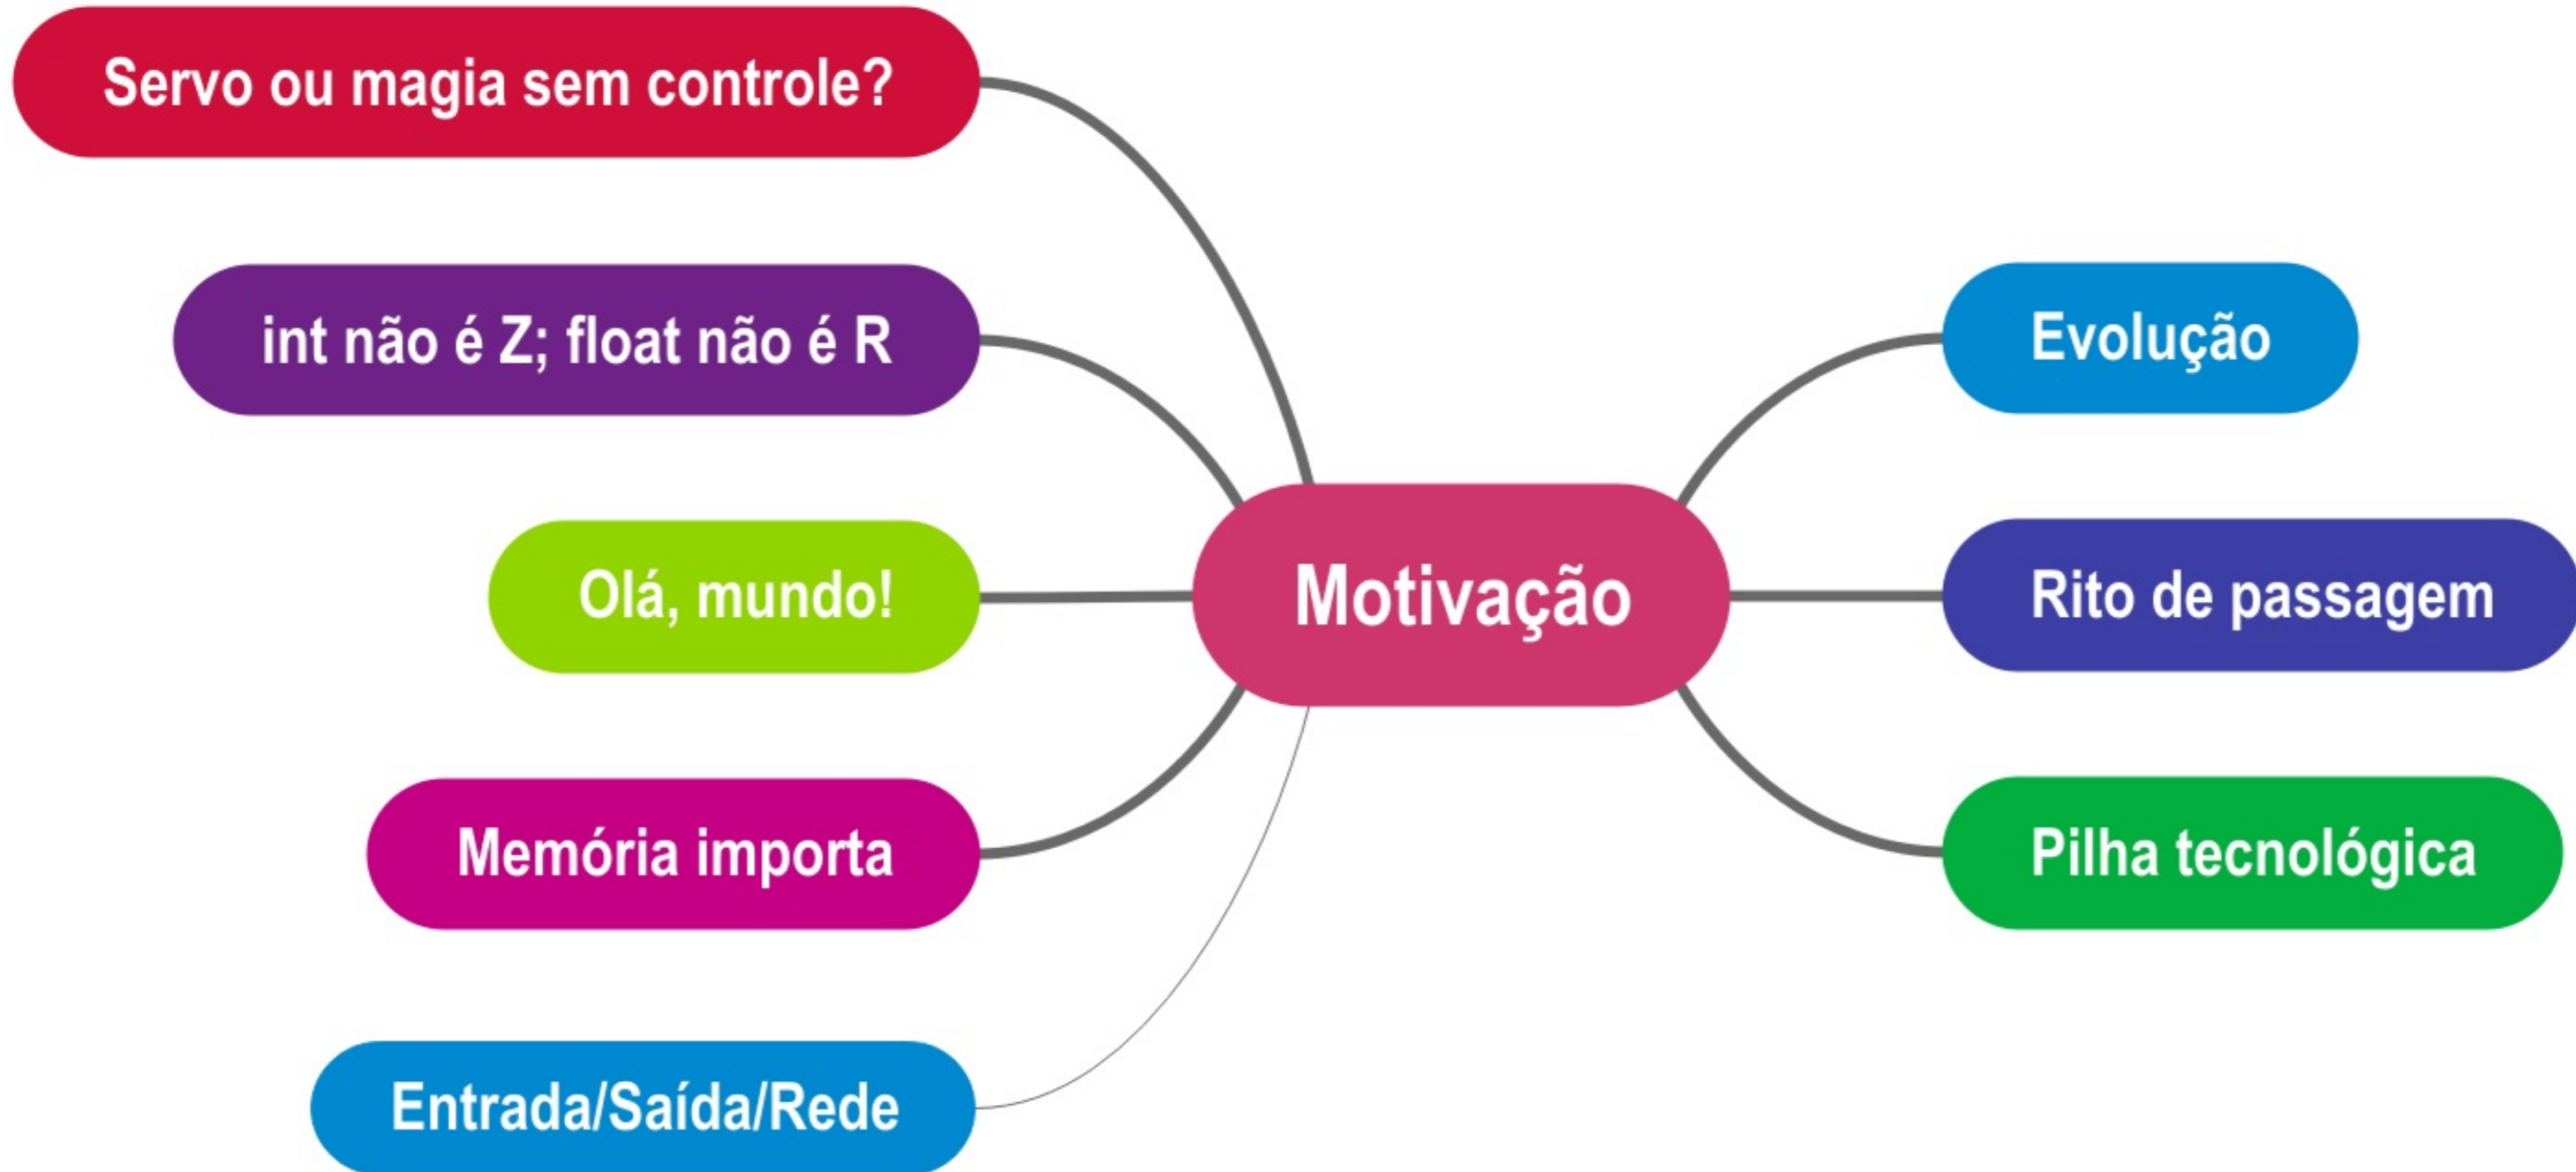 Servo ou magia sem controle?
int não é Z; float não é R
Olá, mundo!
Memória importa
Entrada/Saída/Rede
Motivação
Evolução
Rito de passagem
Pilha tecnológica